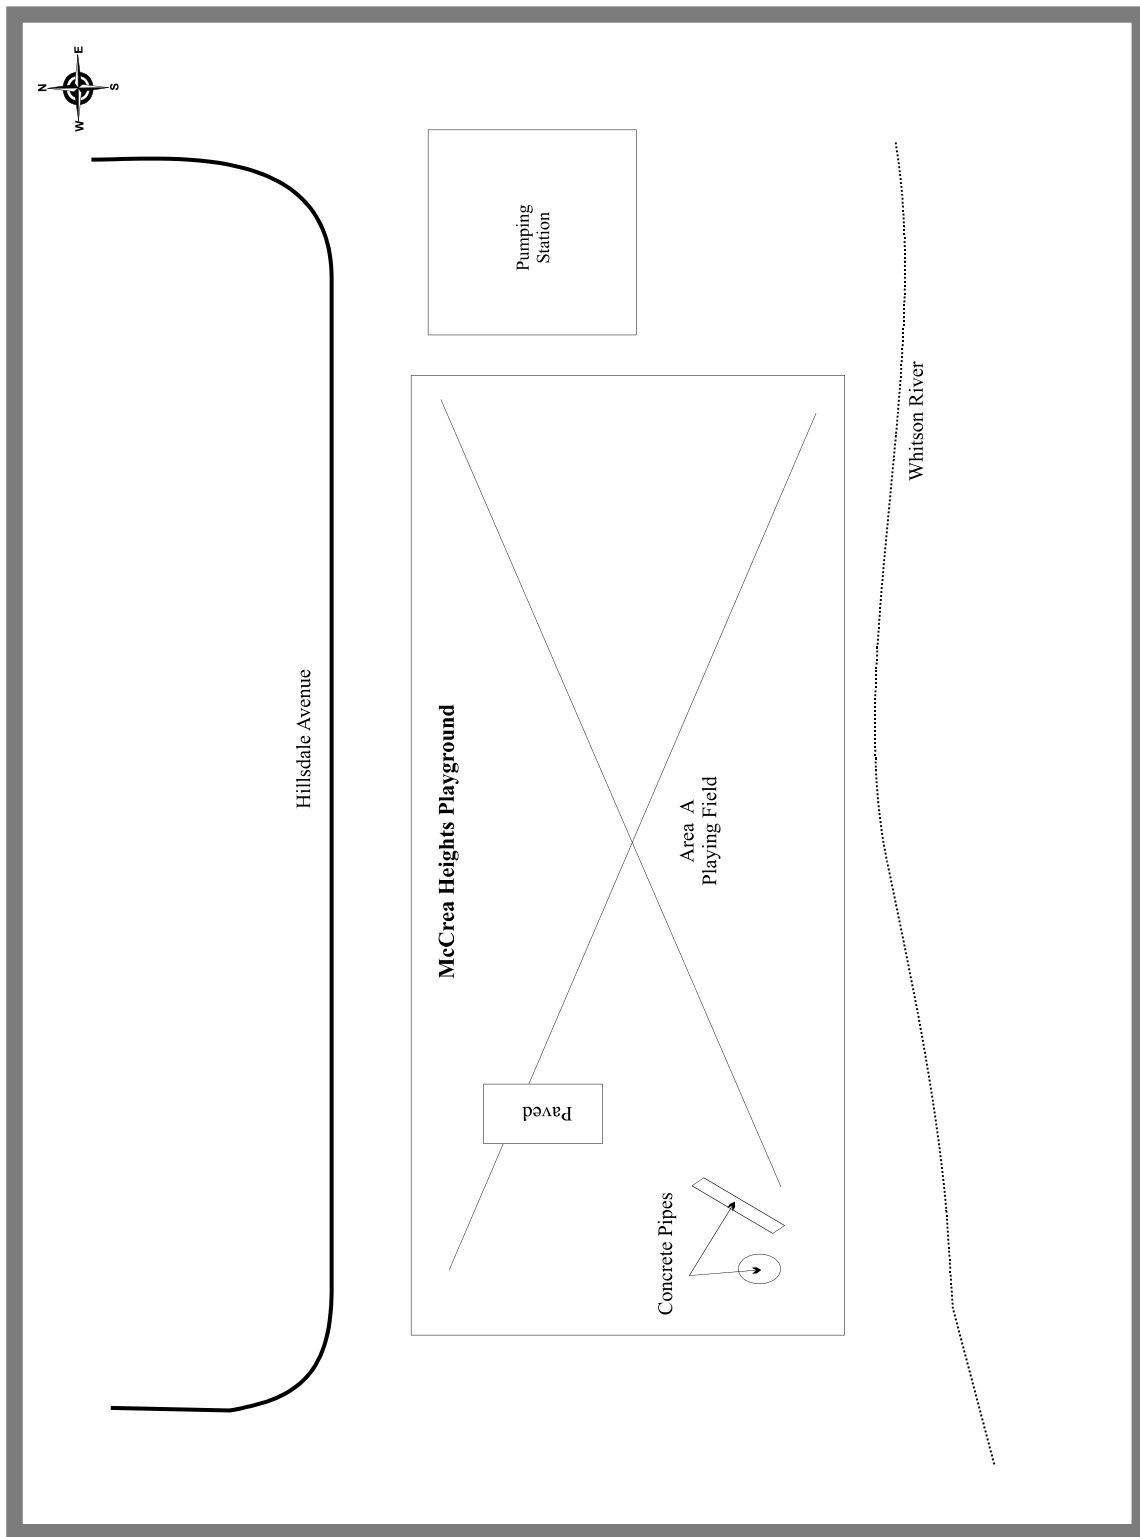 N
E
S
W
Hillsdale Avenue
McCrea Heights Playground
Pumping
Station
Area A
Playing Field
Paved
Concrete Pipes
Whitson River